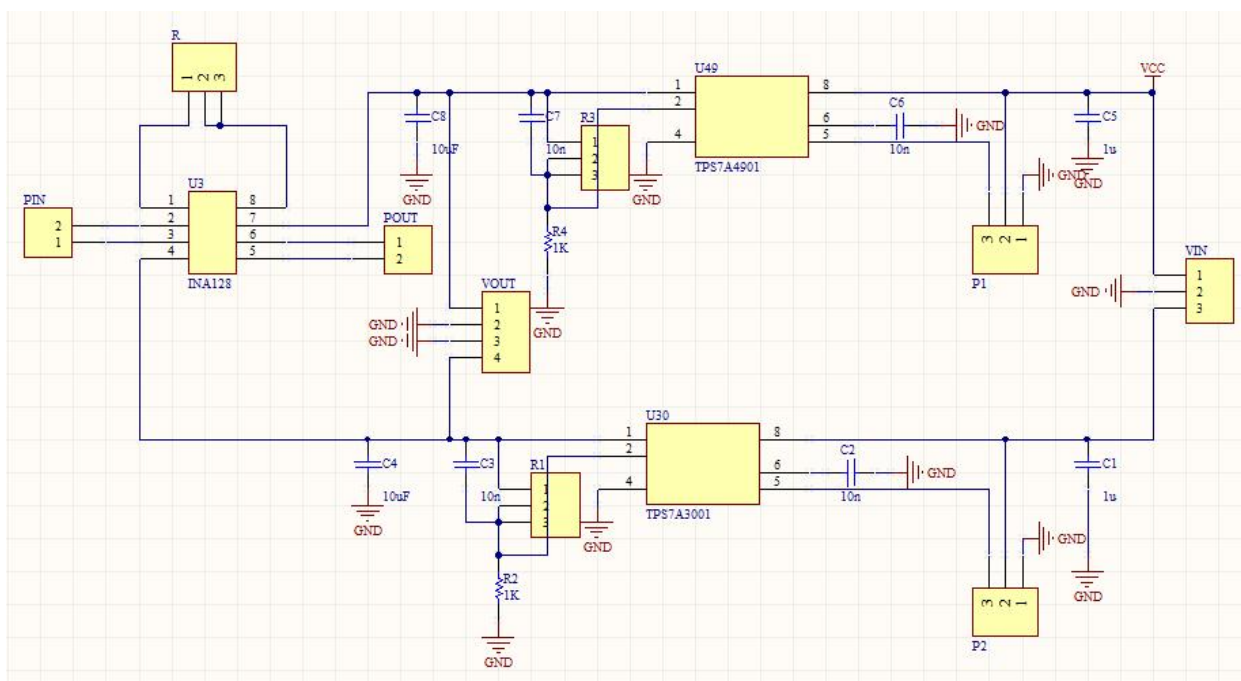 R
1 2 3
U3
1 8
2 7
3 6
4 5
INA128
PIN
2
1
POUT
1
2
C8
10uF
GND
C7
10n
R3
1
2
3
GND
R4
1K
GND
VOUT
1
2
3
4
GND
GND
U49
1 8
2
6
4 5
TPS7A4901
C6
10n
GND
VCC
C5
1u
GND
GND
3 2 1
P1
VIN
1
2
3
GND
C4
10uF
GND
C3
10n
R1
1
2
3
GND
R2
1K
GND
U30
1 8
2
6
4 5
TPS7A3001
C2
10n
GND
C1
1u
GND
GND
3 2 1
P2